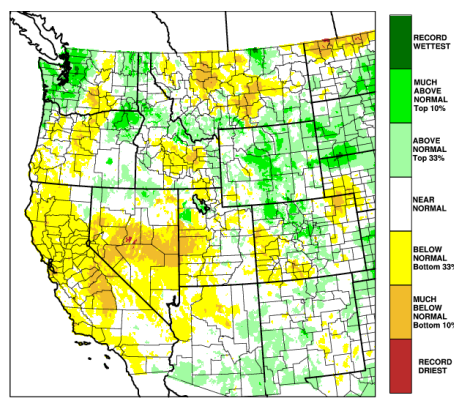 RECORD
WETTEST
MUCH
ABOVE
NORMAL
Top 10%
ABOVE
NORMAL
Top 33%
NEAR
NORMAL
BELOW
NORMAL
Bottom 33%
MUCH
BELOW
NORMAL
Bottom 10%
RECORD
DRIEST